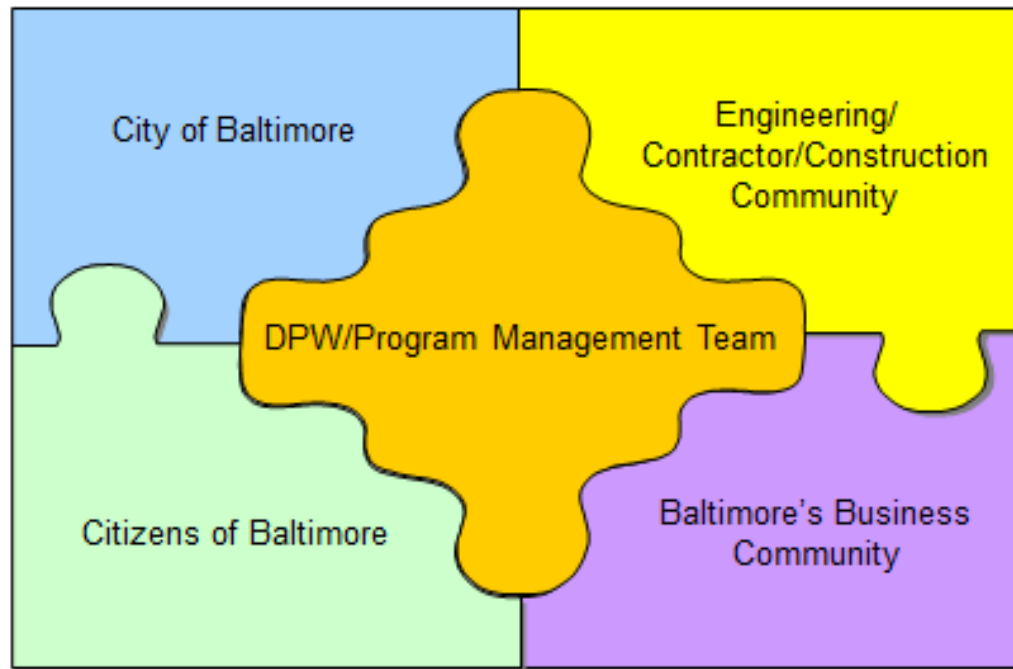 City of Baltimore
Engineering/
Contractor/Construction
Community
DPW/Program Management Team
Citizens of Baltimore
Baltimore’s Business
Community